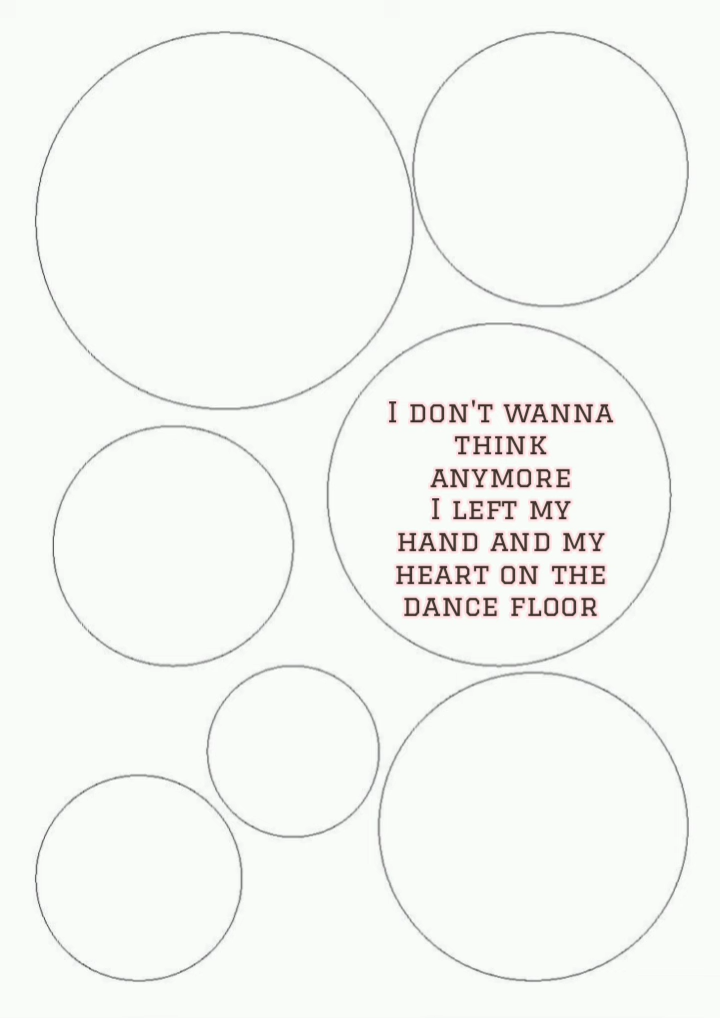 I DON'T WANNA
THINK
ANYMORE
I LEFT MY
HAND AND MY
HEART ON THE
DANCE FLOOR